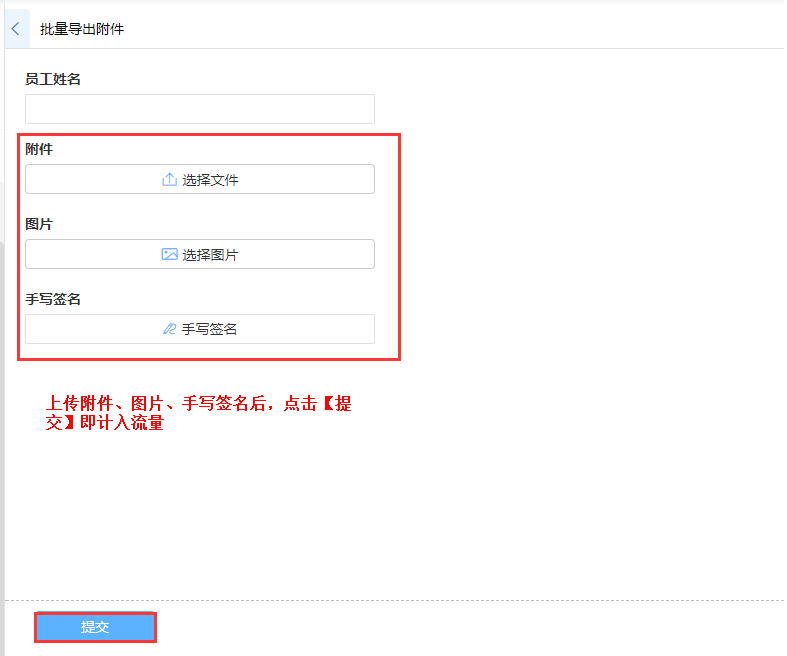 批量导出附件
员工姓名
附件
选择文件
图片
选择图片
手写签名
手写签名
上传附件、图片、手写签名后，点击【提
交】即计入流量
提交